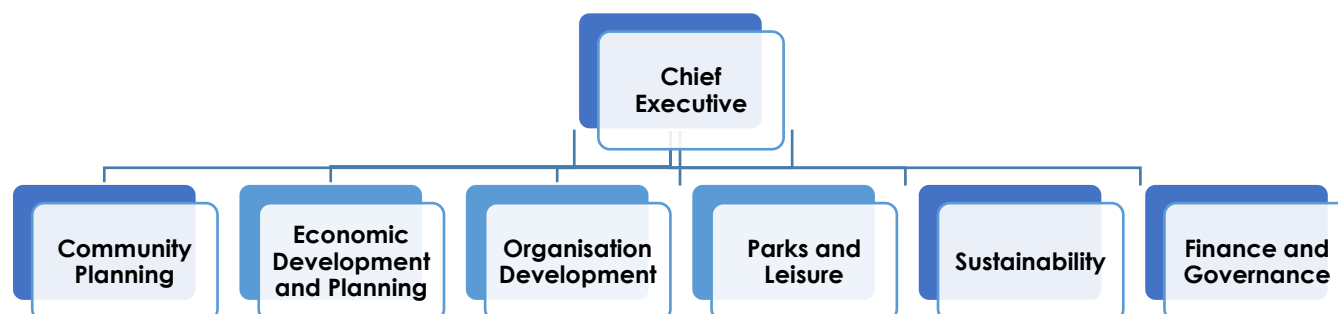 Chief
Executive
Community
Planning
Economic
Development
and Planning
Organisation
Development
Parks and
Leisure
Sustainability
Finance and
Governance